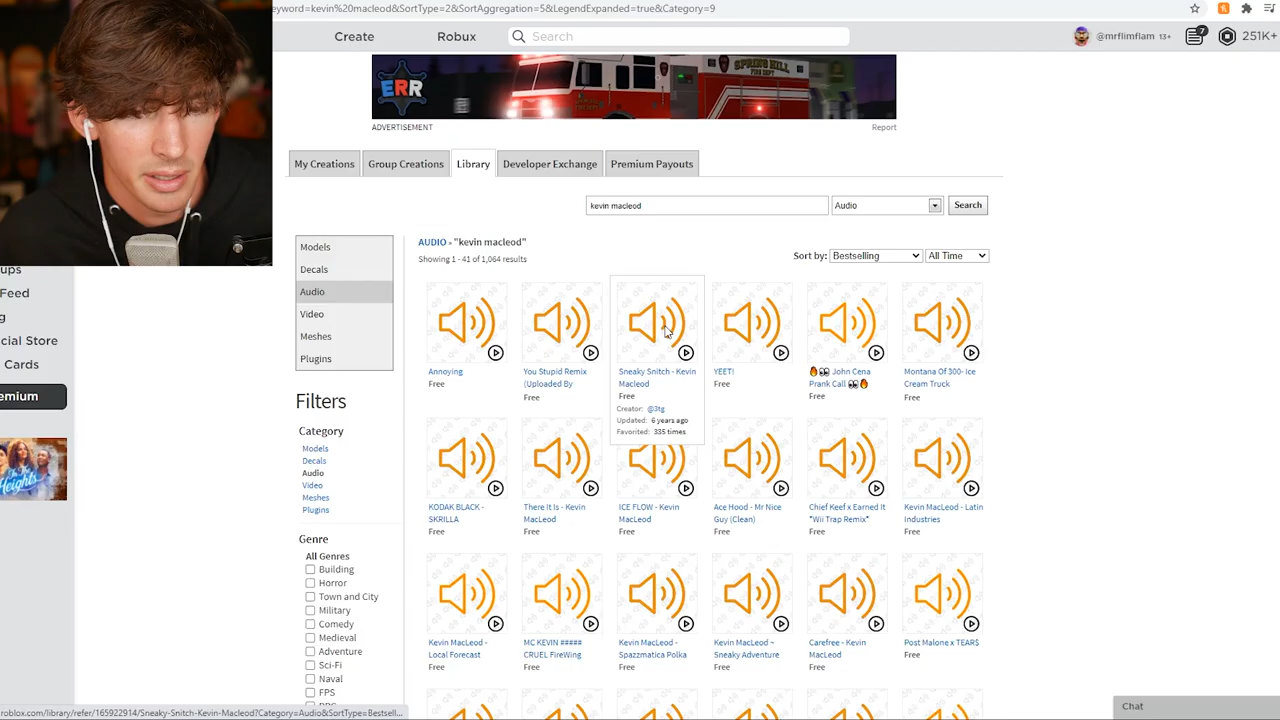 eyword=kevin%20macleod&SortType=2&SortAggregation=5&LegendExpanded=true&Category=9
Create Robux Search @mrflimflam 13+ 7 251K+
ERR SPRING HILL FIRE DEPT
ADVERTISEMENT Report
My Creations Group Creations Library Developer Exchange Premium Payouts
kevin macleod Audio Search
AUDIO » "kevin macleod"
Showing 1 - 41 of 1,064 results
Sort by: Bestselling All Time
Models
Decals
Audio
Video
Meshes
Plugins
ups
Feed
g
cial Store
Cards
emium
Heights
Filters
Category
Models
Decals
Audio
Video
Meshes
Plugins
Genre
All Genres
Building
Horror
Town and City
Military
Comedy
Medieval
Adventure
Sci-Fi
Naval
FPS
RPG
Annoying
Free
You Stupid Remix
(Uploaded By
Free
Sneaky Snitch - Kevin
Macleod
Free
Creator: @3tg
Updated: 6 years ago
Favorited: 335 times
YEET!
Free
🔥👀 John Cena
Prank Call 👀🔥
Free
Montana Of 300- Ice
Cream Truck
Free
KODAK BLACK -
SKRILLA
Free
There It Is - Kevin
MacLeod
Free
ICE FLOW - Kevin
MacLeod
Free
Ace Hood - Mr Nice
Guy (Clean)
Free
Chief Keef x Earned It
*Wii Trap Remix*
Free
Kevin MacLeod - Latin
Industries
Free
Kevin MacLeod -
Local Forecast
Free
MC KEVIN #####
CRUEL FireWing
Free
Kevin MacLeod -
Spazzmatica Polka
Free
Kevin MacLeod ~
Sneaky Adventure
Free
Carefree - Kevin
MacLeod
Free
Post Malone x TEAR$
Free
roblox.com/library/refer/165922914/Sneaky-Snitch-Kevin-Macleod?Category=Audio&SortType=Bestsell...
Chat